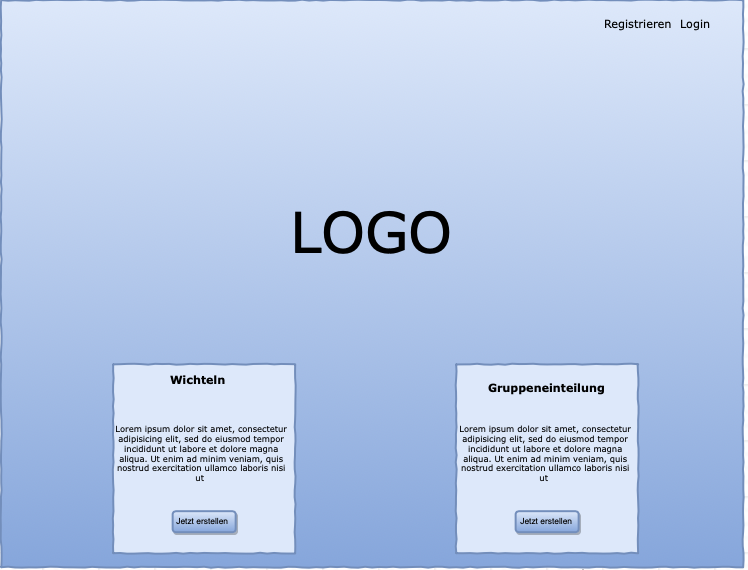 Registrieren Login
LOGO
Wichteln
Lorem ipsum dolor sit amet, consectetur
adipisicing elit, sed do eiusmod tempor
incididunt ut labore et dolore magna
aliqua. Ut enim ad minim veniam, quis
nostrud exercitation ullamco laboris nisi
ut
Jetzt erstellen
Gruppeneinteilung
Lorem ipsum dolor sit amet, consectetur
adipisicing elit, sed do eiusmod tempor
incididunt ut labore et dolore magna
aliqua. Ut enim ad minim veniam, quis
nostrud exercitation ullamco laboris nisi
ut
Jetzt erstellen